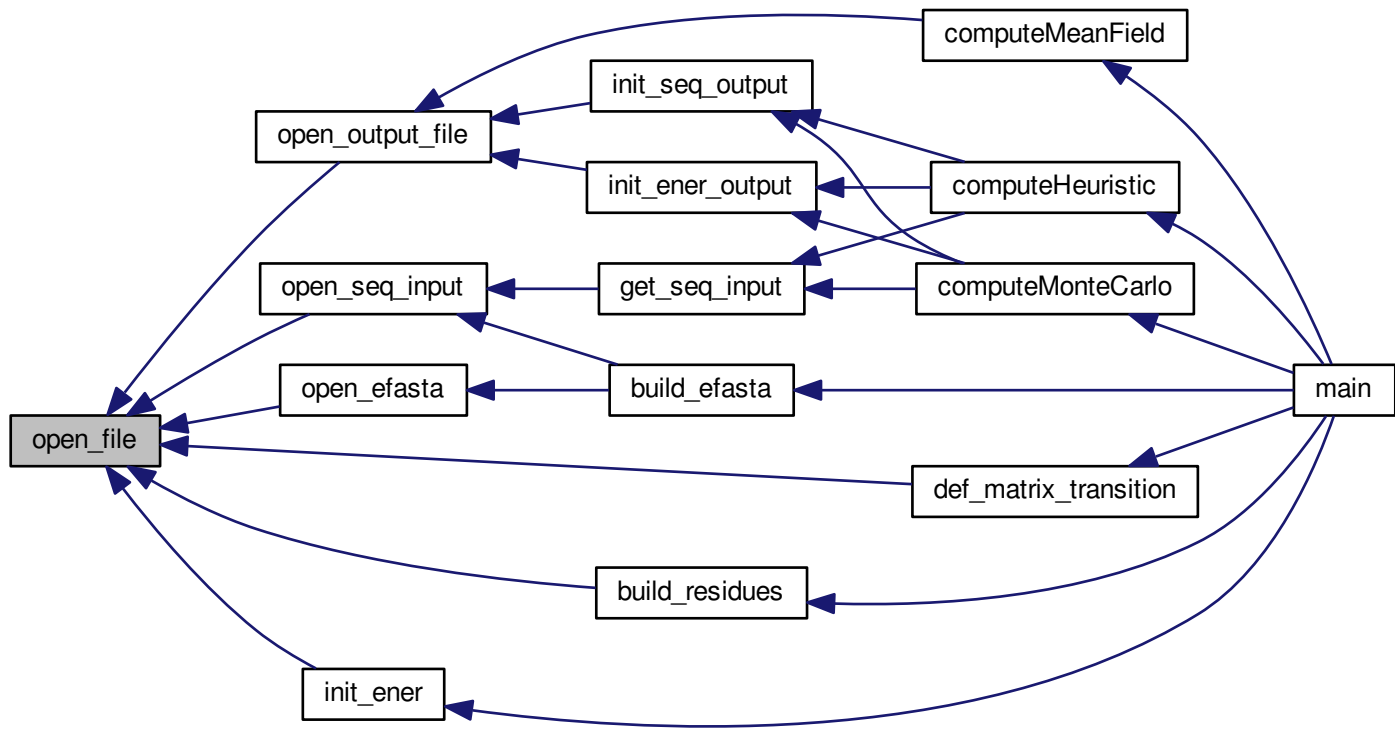 computeMeanField
init_seq_output
open_output_file
init_ener_output
computeHeuristic
open_seq_input
get_seq_input
computeMonteCarlo
open_efasta
build_efasta
main
open_file
def_matrix_transition
build_residues
init_ener